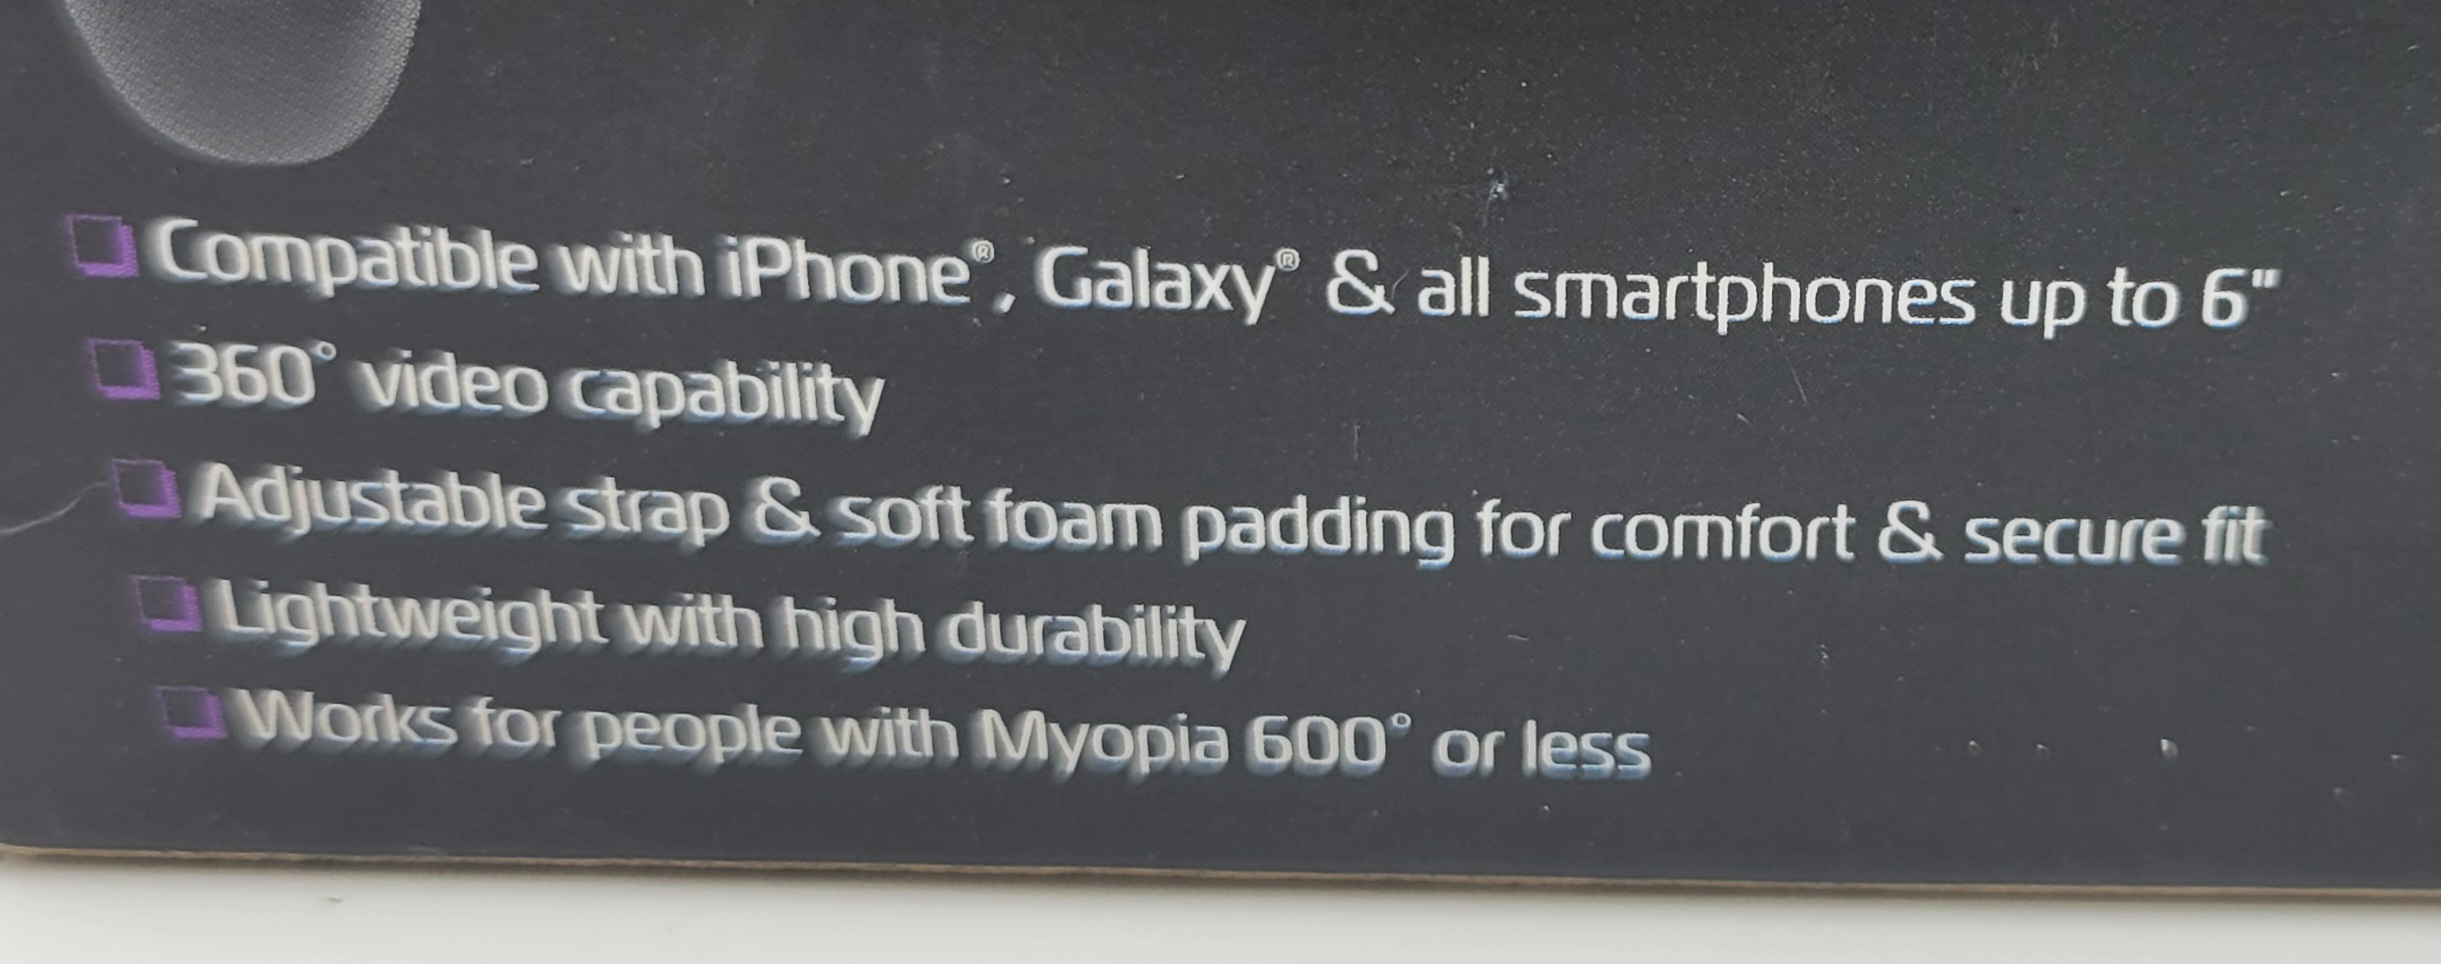 Compatible with iPhone®, Galaxy® & all smartphones up to 6"
360° video capability
Adjustable strap & soft foam padding for comfort & secure fit
Lightweight with high durability
Works for people with Myopia 600° or less